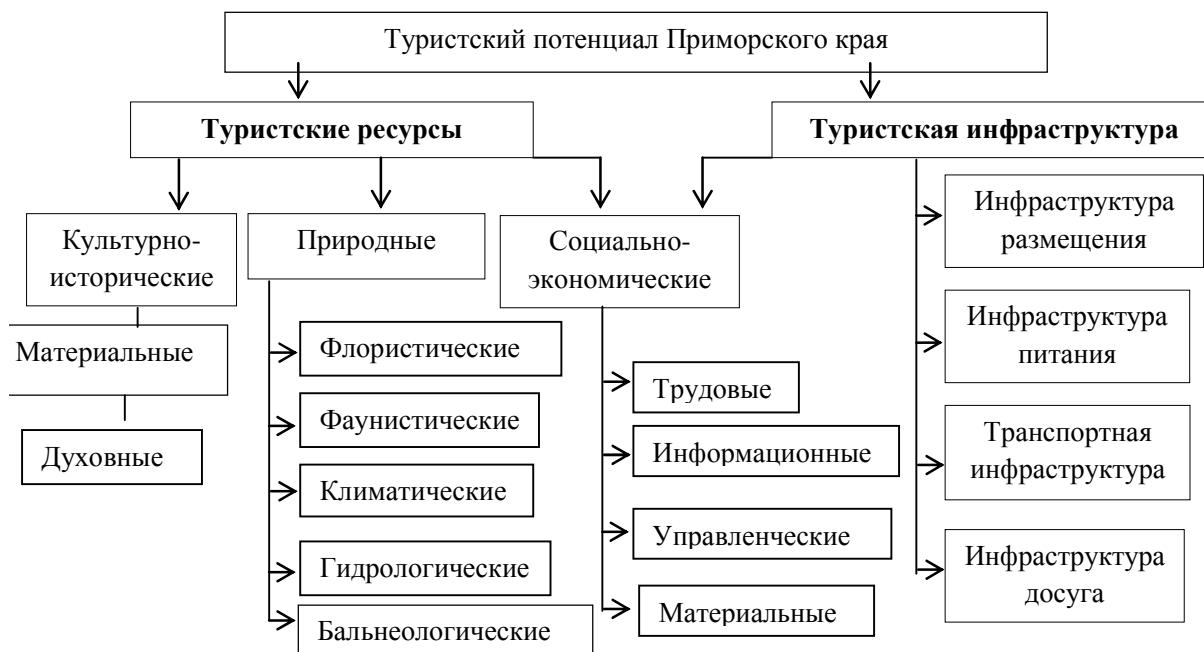 Туристский потенциал Приморского края
Туристские ресурсы
Туристская инфраструктура
Культурно-
исторические
Природные
Социально-
экономические
Инфраструктура
размещения
Материальные
Духовные
Флористические
Фаунистические
Климатические
Гидрологические
Бальнеологические
Трудовые
Информационные
Управленческие
Материальные
Инфраструктура
питания
Транспортная
инфраструктура
Инфраструктура
досуга